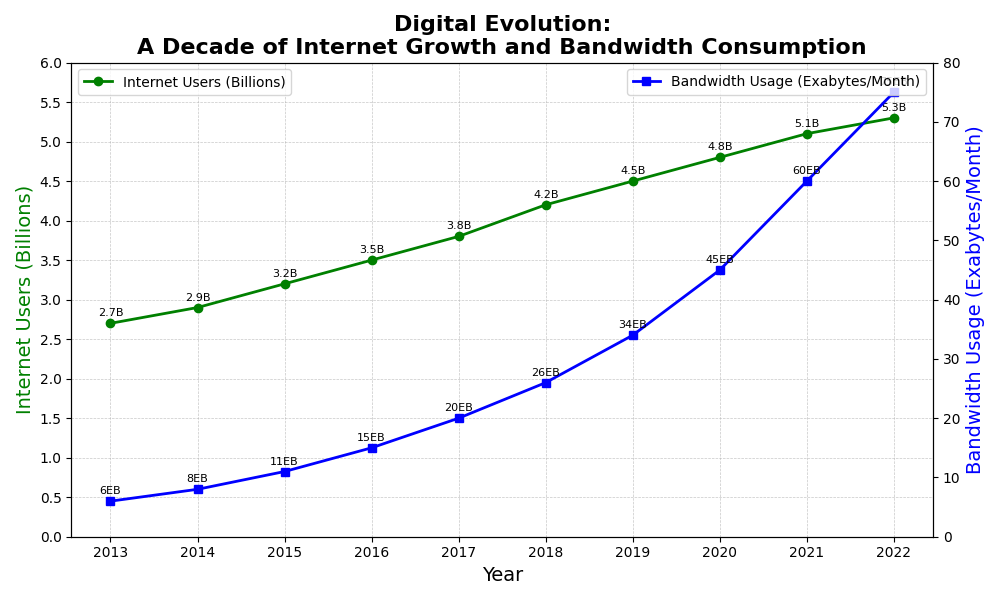 Digital Evolution:
A Decade of Internet Growth and Bandwidth Consumption
Internet Users (Billions)
Bandwidth Usage (Exabytes/Month)
6.0
5.5
5.0
4.5
4.0
3.5
3.0
2.5
2.0
1.5
1.0
0.5
0.0
Internet Users (Billions)
2.7B
2.9B
3.2B
3.5B
3.8B
4.2B
4.5B
4.8B
5.1B
5.3B
6EB
8EB
11EB
15EB
20EB
26EB
34EB
45EB
60EB
80
70
60
50
40
30
20
10
0
Bandwidth Usage (Exabytes/Month)
2013
2014
2015
2016
2017
2018
2019
2020
2021
2022
Year